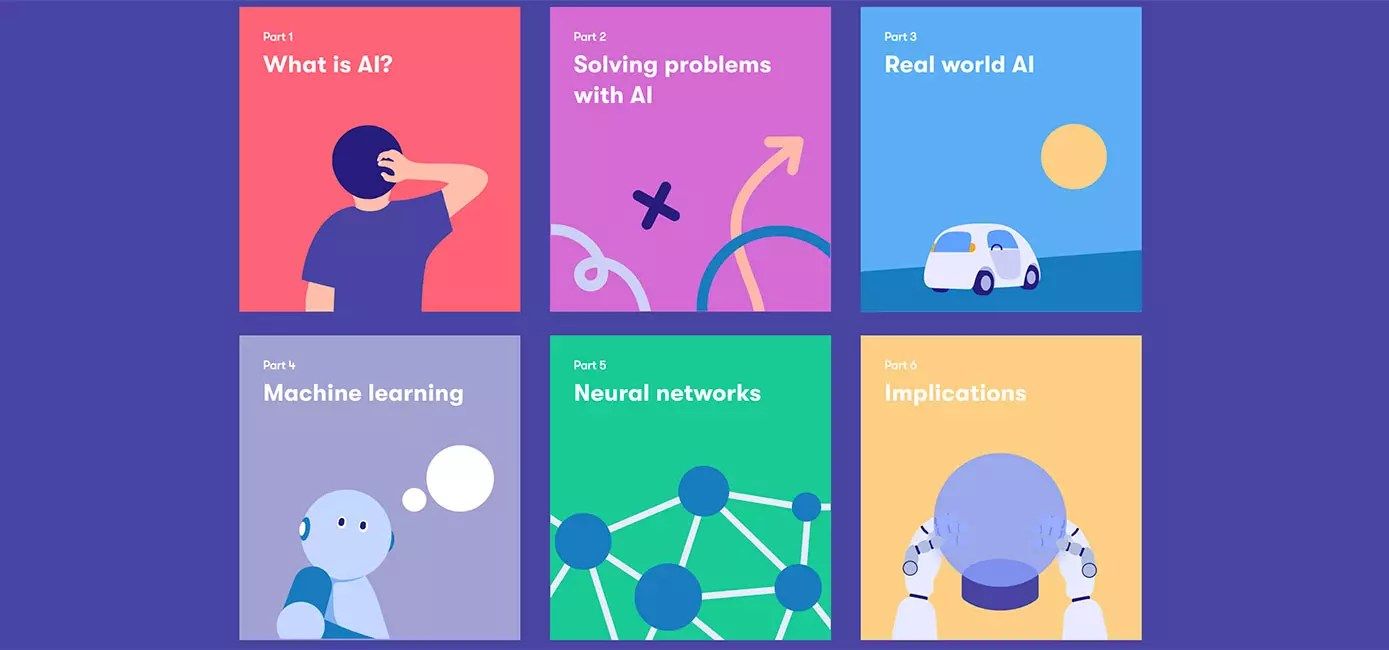 Part 1
What is AI?
Part 2
Solving problems
with AI
Part 3
Real world AI
Part 4
Machine learning
Part 5
Neural networks
Part 6
Implications